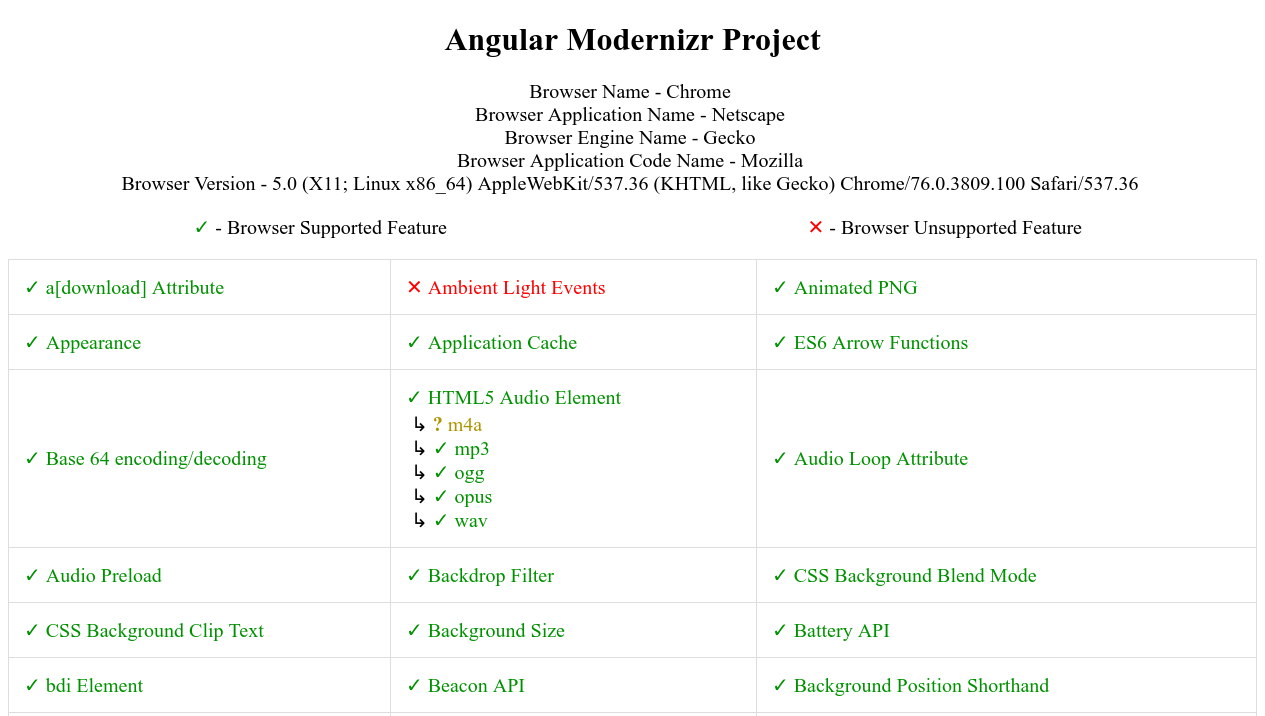 Angular Modernizr Project
Browser Name - Chrome
Browser Application Name - Netscape
Browser Engine Name - Gecko
Browser Application Code Name - Mozilla
Browser Version - 5.0 (X11; Linux x86_64) AppleWebKit/537.36 (KHTML, like Gecko) Chrome/76.0.3809.100 Safari/537.36
✓ - Browser Supported Feature
✕ - Browser Unsupported Feature
✓ a[download] Attribute
✕ Ambient Light Events
✓ Animated PNG
✓ Appearance
✓ Application Cache
✓ ES6 Arrow Functions
✓ Base 64 encoding/decoding
✓ HTML5 Audio Element
↳ ? m4a
↳ ✓ mp3
↳ ✓ ogg
↳ ✓ opus
↳ ✓ wav
✓ Audio Loop Attribute
✓ Audio Preload
✓ Backdrop Filter
✓ CSS Background Blend Mode
✓ CSS Background Clip Text
✓ Background Size
✓ Battery API
✓ bdi Element
✓ Beacon API
✓ Background Position Shorthand